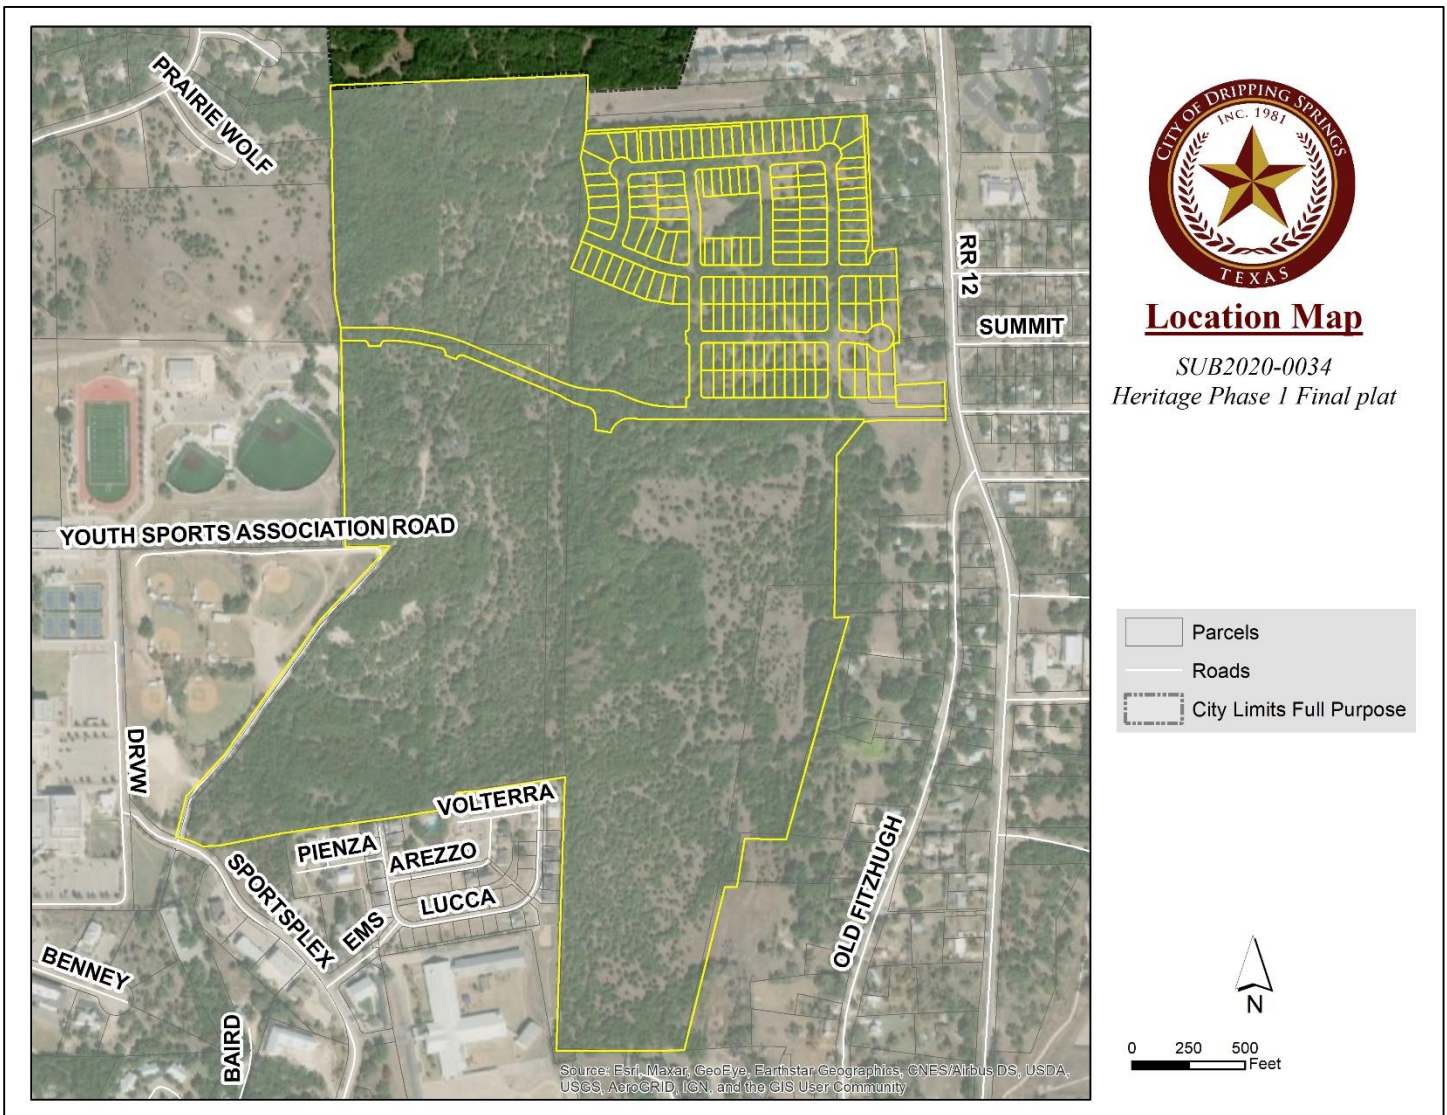 PRAIRIE WOLF
RR 12
SUMMIT
YOUTH SPORTS ASSOCIATION ROAD
DRVW
VOLTERRA
PIENZA
AREZZO
LUCCA
SPORTSPLEX
EMS
OLD FITZHUGH
BENNEY
BAIRD
Source: Esri, Maxar, GeoEye, Earthstar Geographics, CNES/Airbus DS, USDA,
USGS, AeroGRID, IGN, and the GIS User Community
CITY OF DRIPPING SPRINGS
INC. 1981
TEXAS
Location Map
SUB2020-0034
Heritage Phase 1 Final plat
Parcels
Roads
City Limits Full Purpose
N
0 250 500
Feet